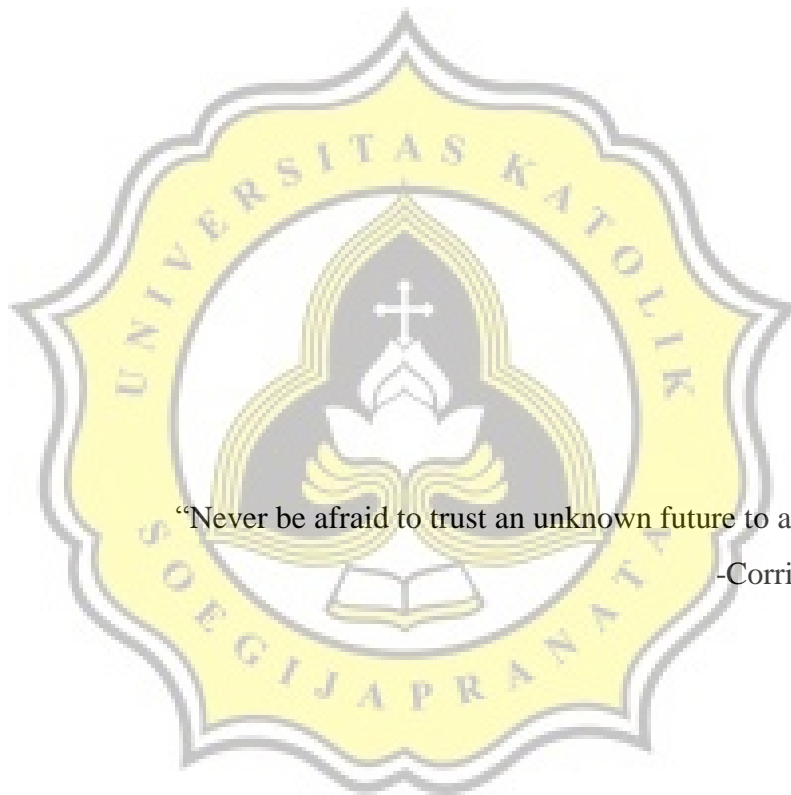 UNIVERSITAS KATOLIK
“Never be afraid to trust an unknown future to a
-Corri
SOEGIJAPRANATA